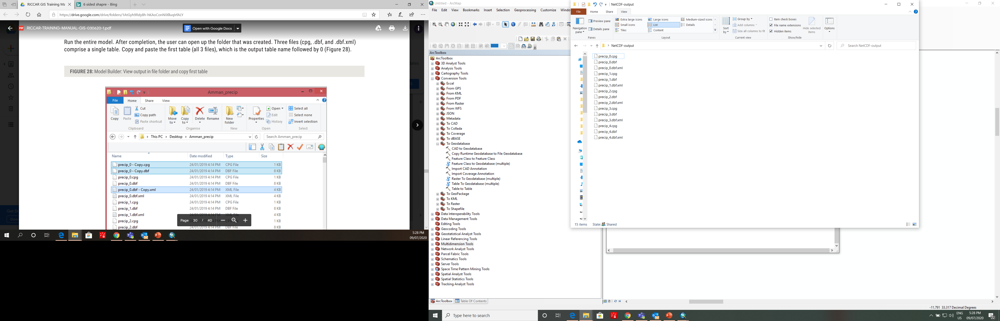 RICCAR GIS Training Ma
6 sided shapre - Bing
https://drive.google.com/drive/folders/1AtGyh9Rdy8h-hKAoConNIXlluqIrfALY
RICCAR-TRAINING-MANUAL-GIS-030620-1.pdf
Open with Google Docs
Run the entire model. After completion, the user can open up the folder that was created. Three files (cpg, .dbf, and .dbf.xml)
comprise a single table. Copy and paste the first table (all 3 files), which is the output table name followed by 0 (Figure 28).
FIGURE 28: Model Builder: View output in file folder and copy first table
Amman_precip
File Home Share View
Copy Paste Cut Copy path Paste shortcut
Move to Copy to Delete Rename
New folder
Properties Open Edit History
Select all Select none Invert selection
Clipboard Organise New Open Select
This PC Desktop Amman_precip Search Amman_precip
Name Date modified Type Size
precip_0 - Copy.cpg 24/01/2019 4:14 PM CPG File 1 KB
precip_0 - Copy.dbf 24/01/2019 4:14 PM DBF File 8 KB
precip_0.cpg 24/01/2019 4:14 PM CPG File 1 KB
precip_0.dbf 24/01/2019 4:14 PM DBF File 8 KB
precip_0.dbf - Copy.xml 24/01/2019 4:14 PM XML File 4 KB
precip_0.dbf.xml 24/01/2019 4:14 PM XML File 4 KB
precip_1.cpg 24/01/2019 4:14 PM CPG File 1 KB
precip_1.dbf 24/01/2019 4:14 PM DBF File 8 KB
precip_1.dbf.xml 24/01/2019 4:14 PM XML File 4 KB
precip_2.cpg 1 KB
precip_2.dbf 8 KB
Page 30 / 40
5:28 PM
09/07/2020
Untitled - ArcMap
File Edit View Bookmarks Insert Selection Geoprocessing Customize Windo
ArcToolbox
ArcToolbox
3D Analyst Tools
Analysis Tools
Cartography Tools
Conversion Tools
Excel
From GPS
From KML
From PDF
From Raster
From WFS
JSON
Metadata
To CAD
To Collada
To Coverage
To dBASE
To Geodatabase
CAD to Geodatabase
Copy Runtime Geodatabase to File Geodatabase
Feature Class to Feature Class
Feature Class to Geodatabase (multiple)
Import CAD Annotation
Import Coverage Annotation
Raster To Geodatabase (multiple)
Table To Geodatabase (multiple)
Table to Table
To GeoPackage
To KML
To Raster
To Shapefile
Data Interoperability Tools
Data Management Tools
Editing Tools
Geocoding Tools
Geostatistical Analyst Tools
Linear Referencing Tools
Multidimension Tools
Network Analyst Tools
Parcel Fabric Tools
Schematics Tools
Server Tools
Space Time Pattern Mining Tools
Spatial Analyst Tools
Spatial Statistics Tools
Tracking Analyst Tools
ArcToolbox Table Of Contents
NetCDF-output
File Home Share View
Navigation pane Preview pane Details pane
Extra large icons Large icons Medium-sized icons
Small icons List Details
Tiles Content
Sort by Group by Add columns Size all columns to fit
Item check boxes File name extensions Hidden items
Hide selected items Options
Panes Layout Current view Show/hide
NetCDF-output Search NetCDF-output
precip_0.cpg
precip_0.dbf
precip_0.dbf.xml
precip_1.cpg
precip_1.dbf
precip_1.dbf.xml
precip_2.cpg
precip_2.dbf
precip_2.dbf.xml
precip_3.cpg
precip_3.dbf
precip_3.dbf.xml
precip_4.cpg
precip_4.dbf
precip_4.dbf.xml
15 items State: Shared
-11.791 33.317 Decimal Degrees
Type here to search
ENG
US
5:28 PM
09/07/2020
22